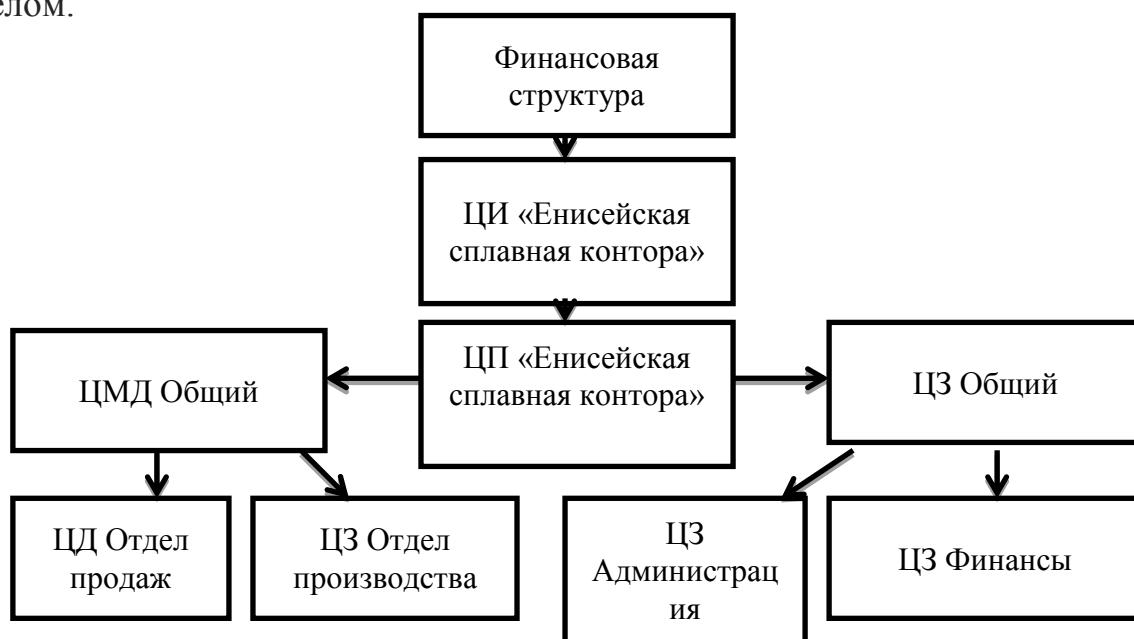 елом.
Финансовая
структура
ЦИ «Енисейская
сплавная контора»
ЦП «Енисейская
сплавная контора»
ЦМД Общий
ЦЗ Общий
ЦД Отдел
продаж
ЦЗ Отдел
производства
ЦЗ
Администрац
ия
ЦЗ Финансы